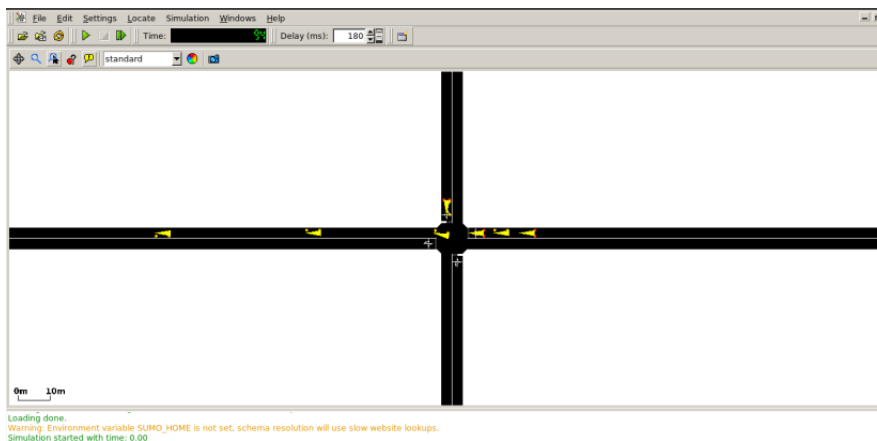 File Edit Settings Locate Simulation Windows Help
Time: 94 Delay (ms): 180
standard
0m 10m
Loading done.
Warning: Environment variable SUMO_HOME is not set, schema resolution will use slow website lookups.
Simulation started with time: 0.00